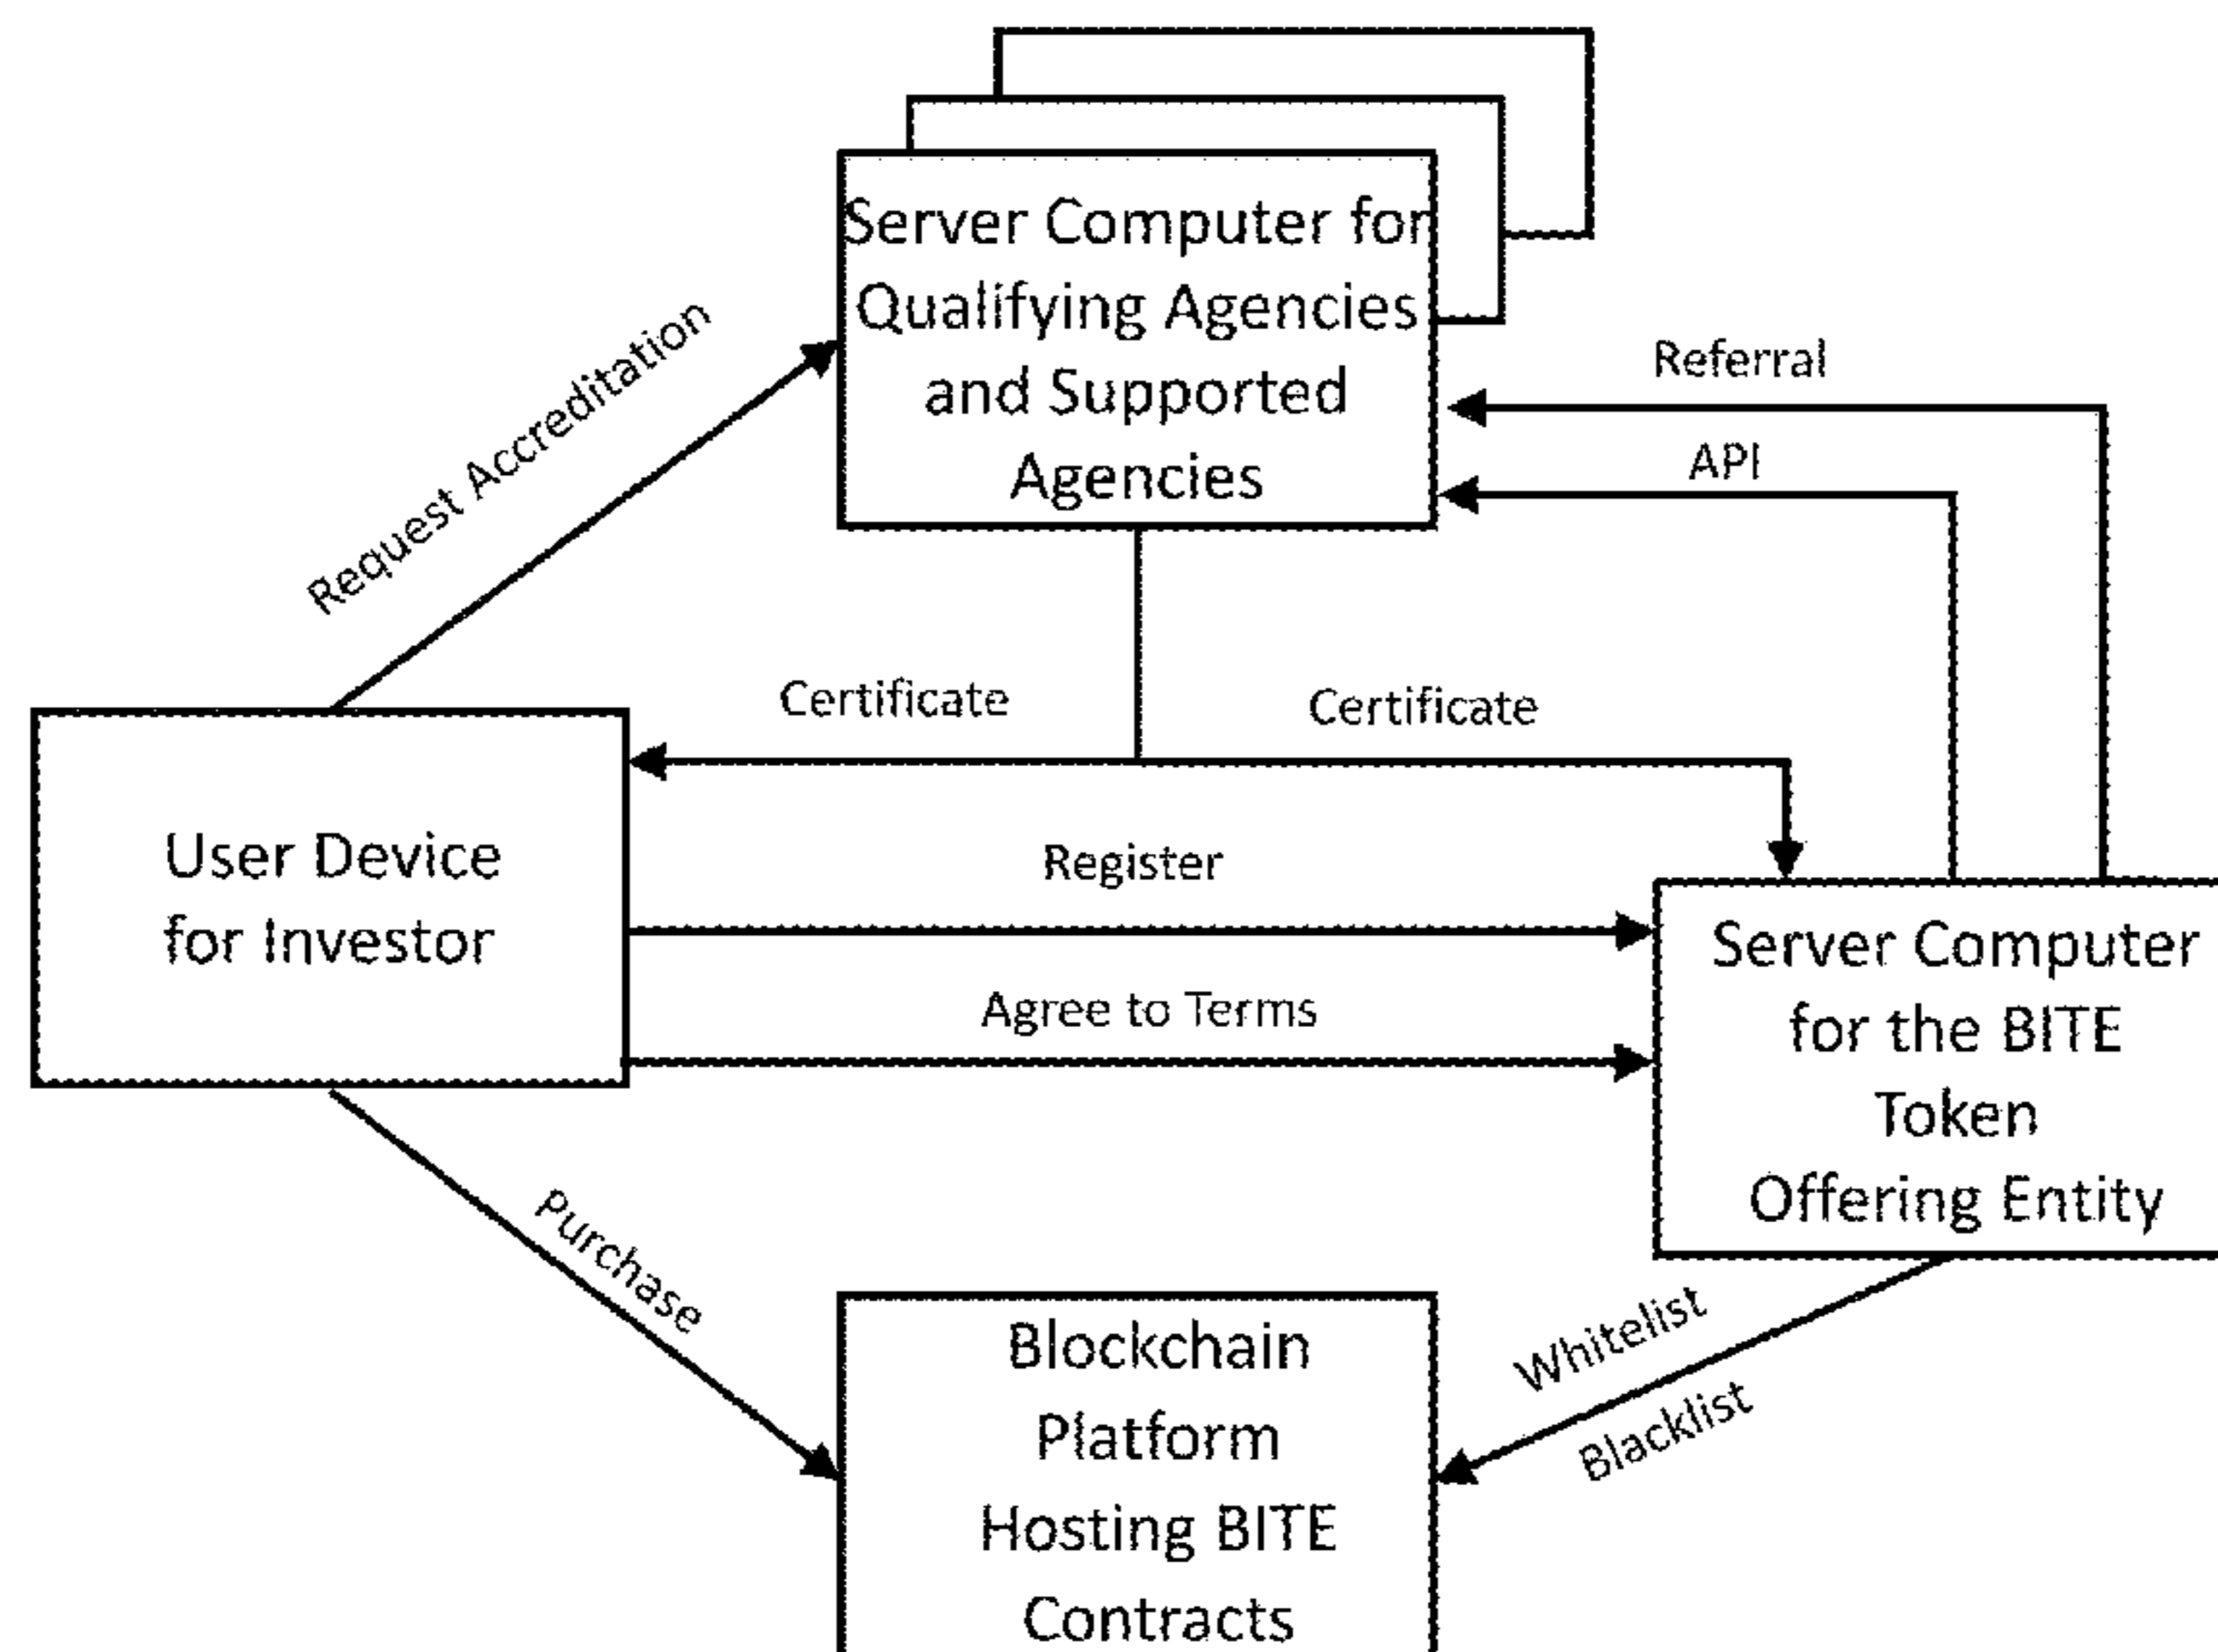 Server Computer for
Qualifying Agencies
and Supported
Agencies
Referral
API
Request Accreditation
Certificate
Certificate
User Device
for Investor
Register
Agree to Terms
Server Computer
for the BITE
Token
Offering Entity
Purchase
Whitelist
Blacklist
Blockchain
Platform
Hosting BITE
Contracts